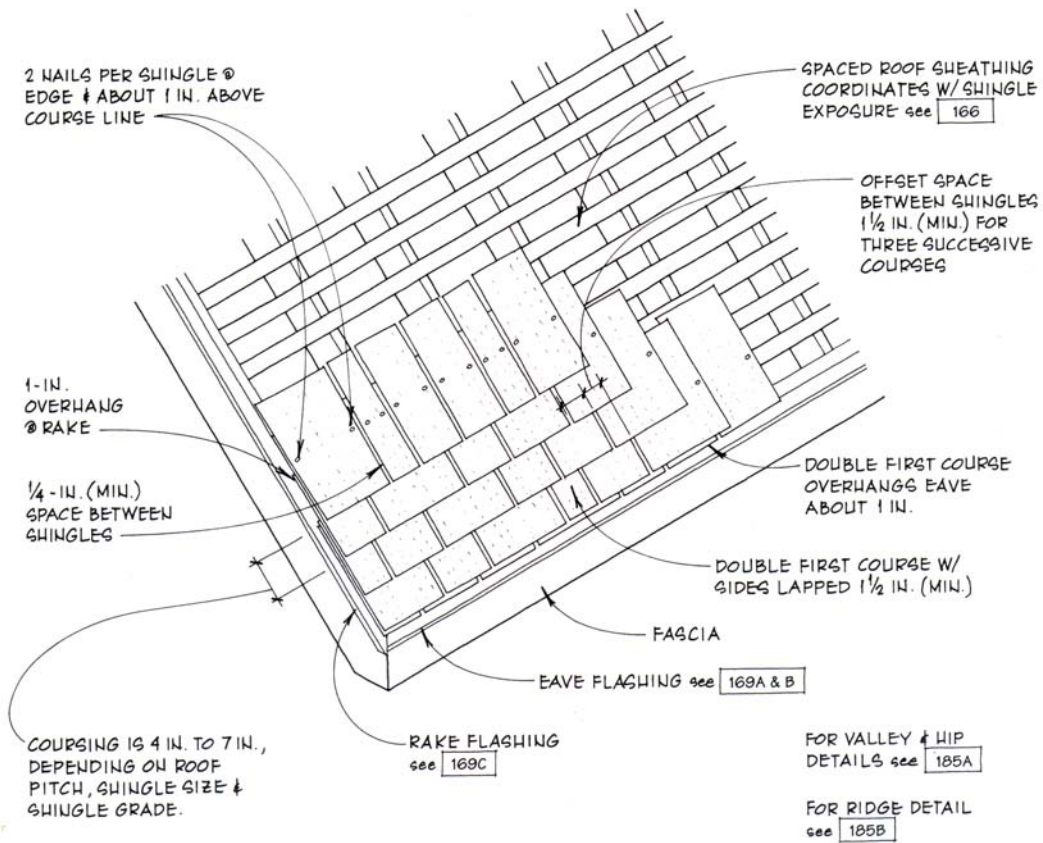 2 NAILS PER SHINGLE @
EDGE & ABOUT 1 IN. ABOVE
COURSE LINE
SPACED ROOF SHEATHING
COORDINATES W/ SHINGLE
EXPOSURE see 166
OFFSET SPACE
BETWEEN SHINGLES
1½ IN. (MIN.) FOR
THREE SUCCESSIVE
COURSES
1-IN.
OVERHANG
@ RAKE
¼-IN. (MIN.)
SPACE BETWEEN
SHINGLES
DOUBLE FIRST COURSE
OVERHANGS EAVE
ABOUT 1 IN.
DOUBLE FIRST COURSE W/
SIDES LAPPED 1½ IN. (MIN.)
FASCIA
EAVE FLASHING see 169A & B
COURSING IS 4 IN. TO 7 IN.,
DEPENDING ON ROOF
PITCH, SHINGLE SIZE &
SHINGLE GRADE.
RAKE FLASHING
see 169C
FOR VALLEY & HIP
DETAILS see 185A
FOR RIDGE DETAIL
see 185B